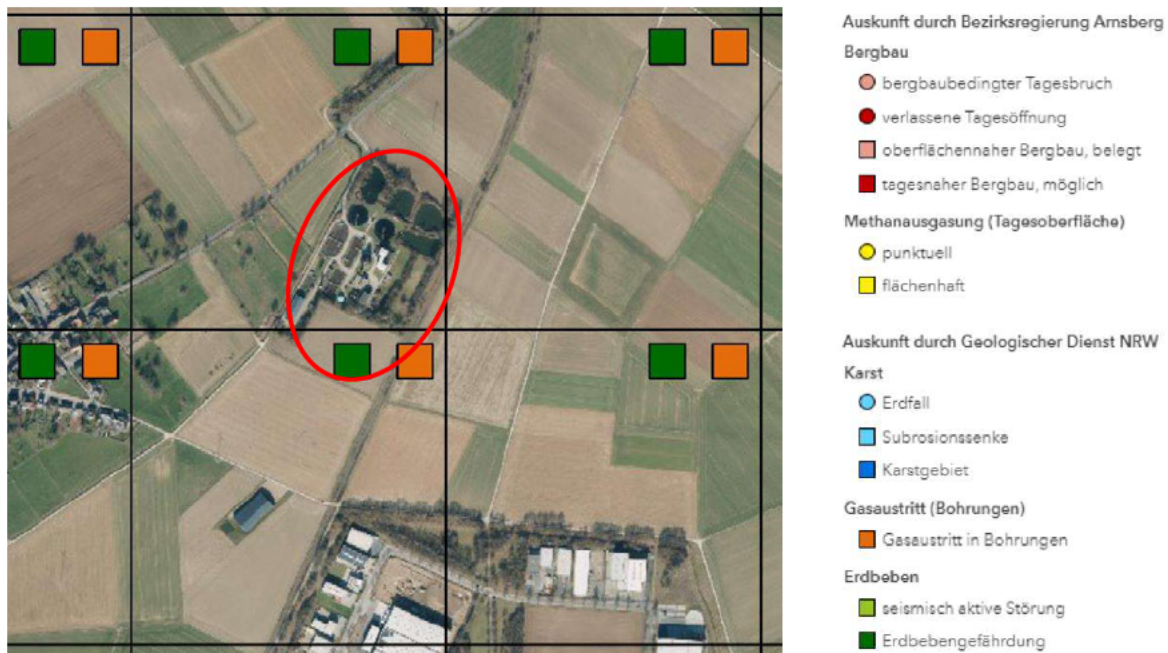 Auskunft durch Bezirksregierung Arnsberg
Bergbau
bergbaubedingter Tagesbruch
verlassene Tagesöffnung
oberflächennaher Bergbau, belegt
tagesnaher Bergbau, möglich
Methanausgasung (Tagesoberfläche)
punktuell
flächenhaft
Auskunft durch Geologischer Dienst NRW
Karst
Erdfall
Subrosionssenke
Karstgebiet
Gasaustritt (Bohrungen)
Gasaustritt in Bohrungen
Erdbeben
seismisch aktive Störung
Erdbebengefährdung